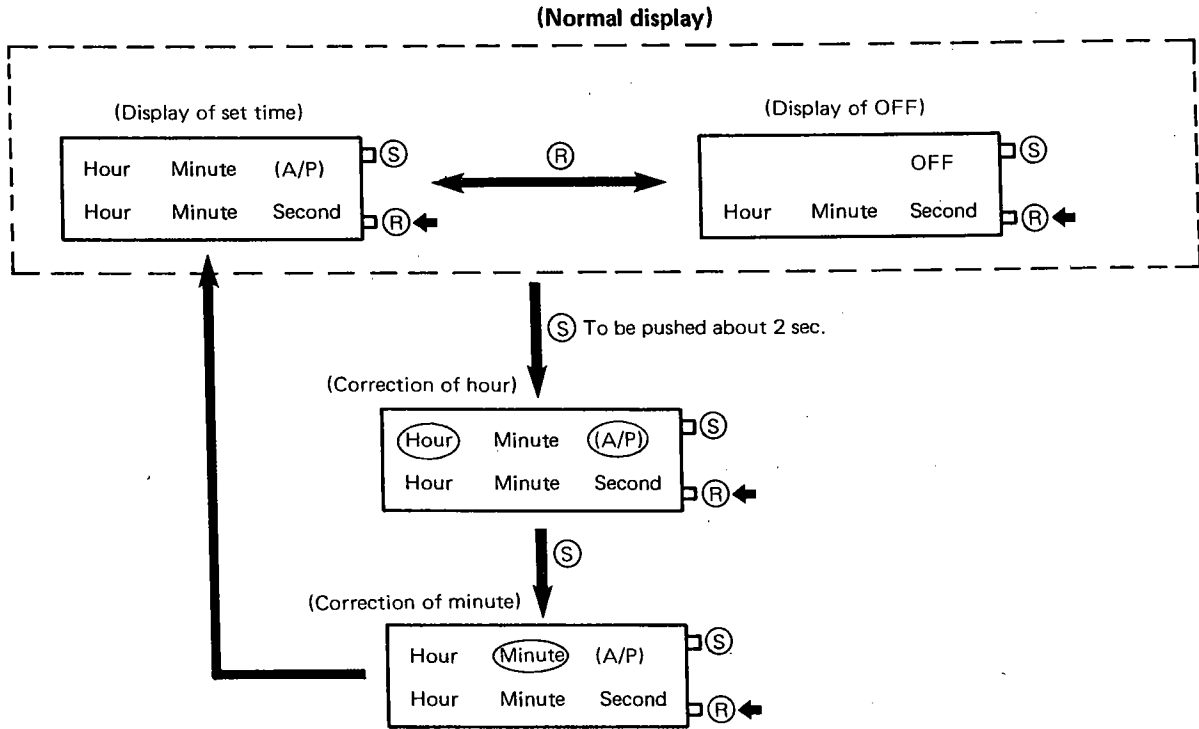 (Normal display)
(Display of set time)
(Display of OFF)
Hour Minute (A/P) Ⓢ
Ⓡ
OFF Ⓢ
Hour Minute Second Ⓡ
Hour Minute Second Ⓡ
Ⓢ To be pushed about 2 sec.
(Correction of hour)
Hour Minute (A/P) Ⓢ
Hour Minute Second Ⓡ
Ⓢ
(Correction of minute)
Hour Minute (A/P) Ⓢ
Hour Minute Second Ⓡ